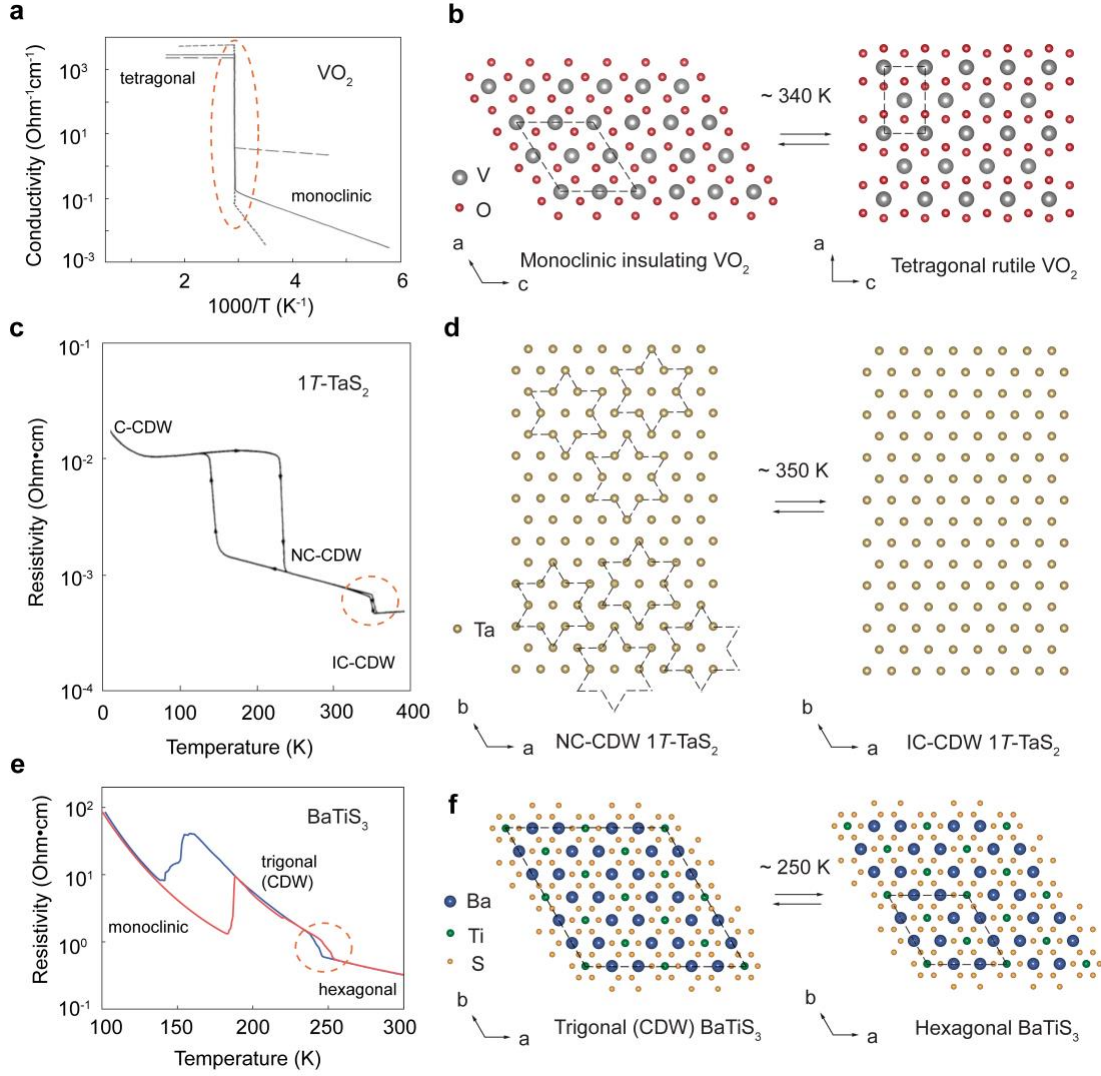 a
Conductivity (Ohm⁻¹cm⁻¹)
10³
10¹
10⁻¹
10⁻³
tetragonal
VO₂
monoclinic
2
4
6
1000/T (K⁻¹)
b
V
O
a
c
Monoclinic insulating VO₂
~ 340 K
a
c
Tetragonal rutile VO₂
c
Resistivity (Ohm•cm)
10⁻¹
10⁻²
10⁻³
10⁻⁴
1T-TaS₂
C-CDW
NC-CDW
IC-CDW
0
100
200
300
400
Temperature (K)
d
Ta
b
a
NC-CDW 1T-TaS₂
~ 350 K
b
a
IC-CDW 1T-TaS₂
e
Resistivity (Ohm•cm)
10²
10¹
10⁰
10⁻¹
BaTiS₃
trigonal
(CDW)
monoclinic
hexagonal
100
150
200
250
300
Temperature (K)
f
Ba
Ti
S
b
a
Trigonal (CDW) BaTiS₃
~ 250 K
b
a
Hexagonal BaTiS₃